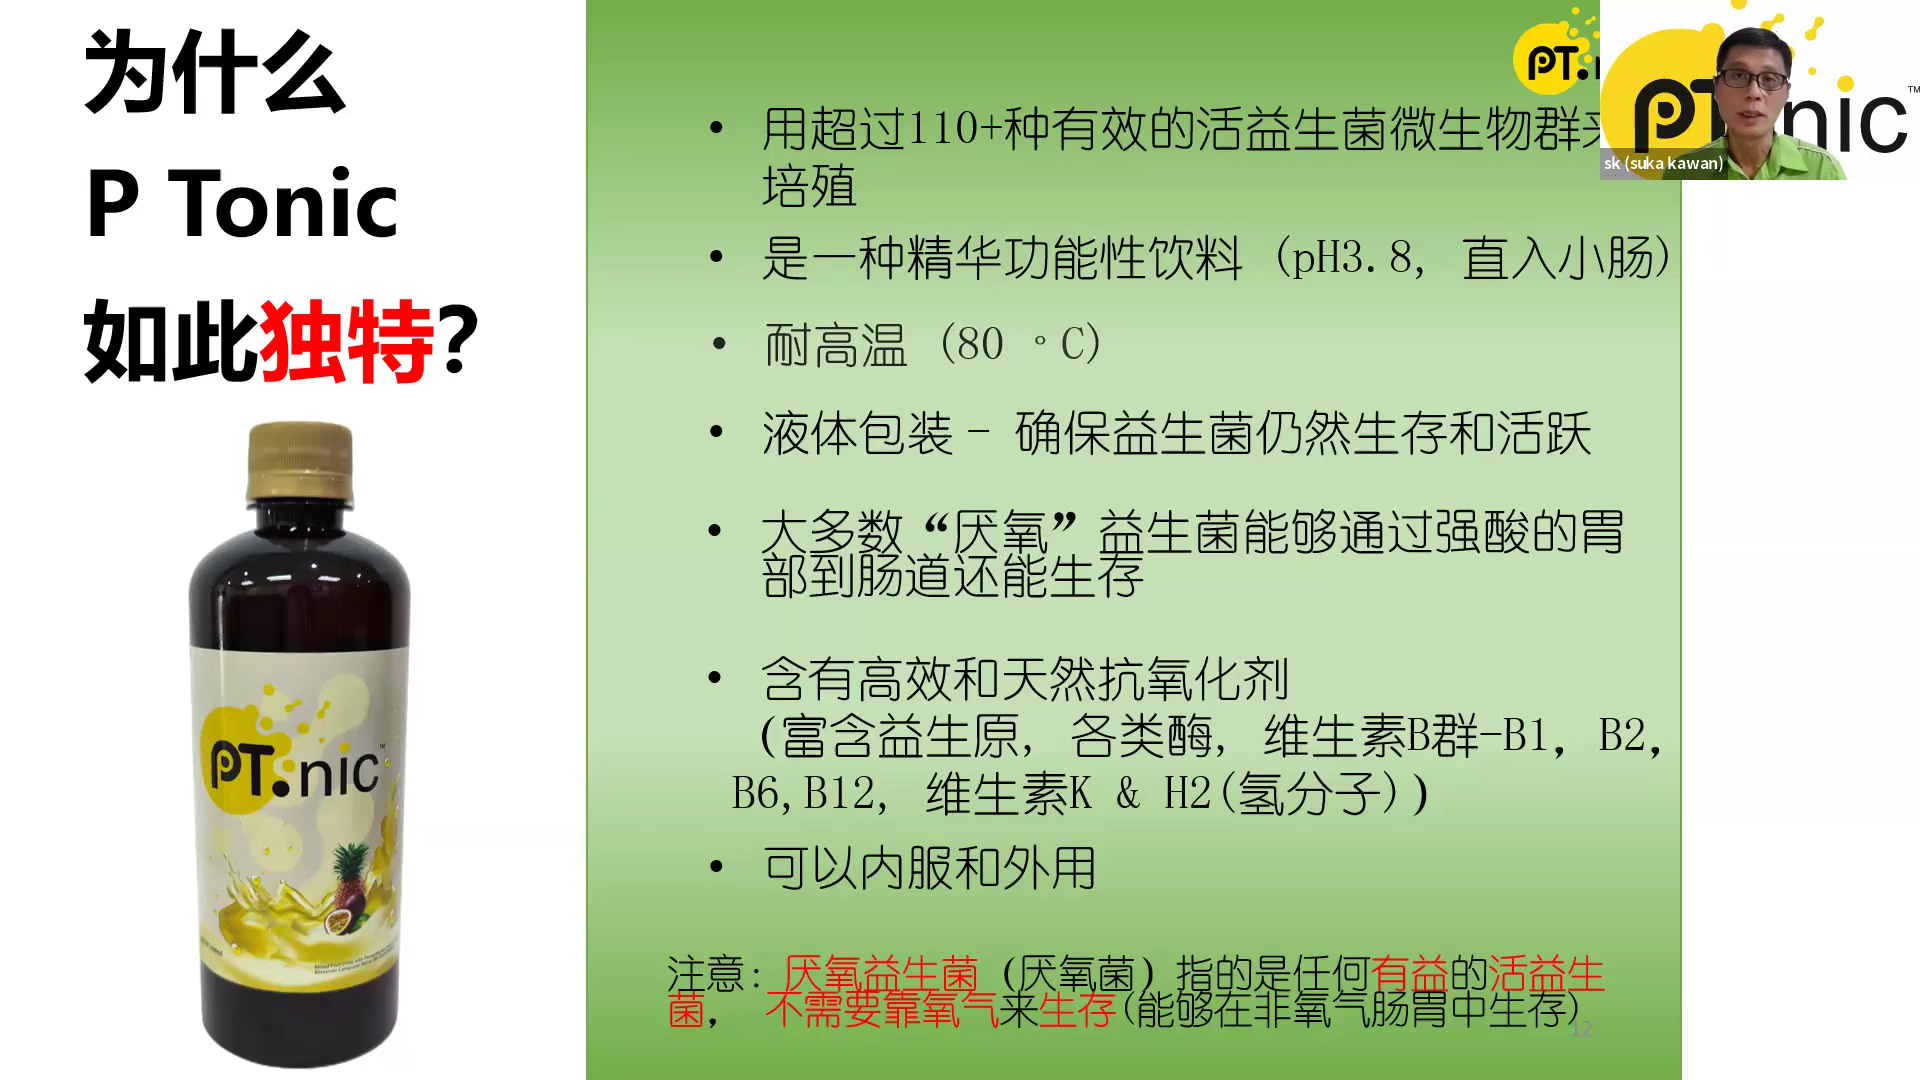 为什么
P Tonic
如此独特?
PT.nic
™
PT.
PTonic
™
sk (suka kawan)
• 用超过110+种有效的活益生菌微生物群来
培殖
• 是一种精华功能性饮料 (pH3.8, 直入小肠)
• 耐高温 (80 °C)
• 液体包装 - 确保益生菌仍然生存和活跃
• 大多数“厌氧”益生菌能够通过强酸的胃
部到肠道还能生存
• 含有高效和天然抗氧化剂
(富含益生原, 各类酶, 维生素B群-B1, B2,
B6,B12, 维生素K & H2(氢分子))
• 可以内服和外用
注意: 厌氧益生菌 (厌氧菌) 指的是任何有益的活益生
菌, 不需要靠氧气来生存(能够在非氧气肠胃中生存)
12